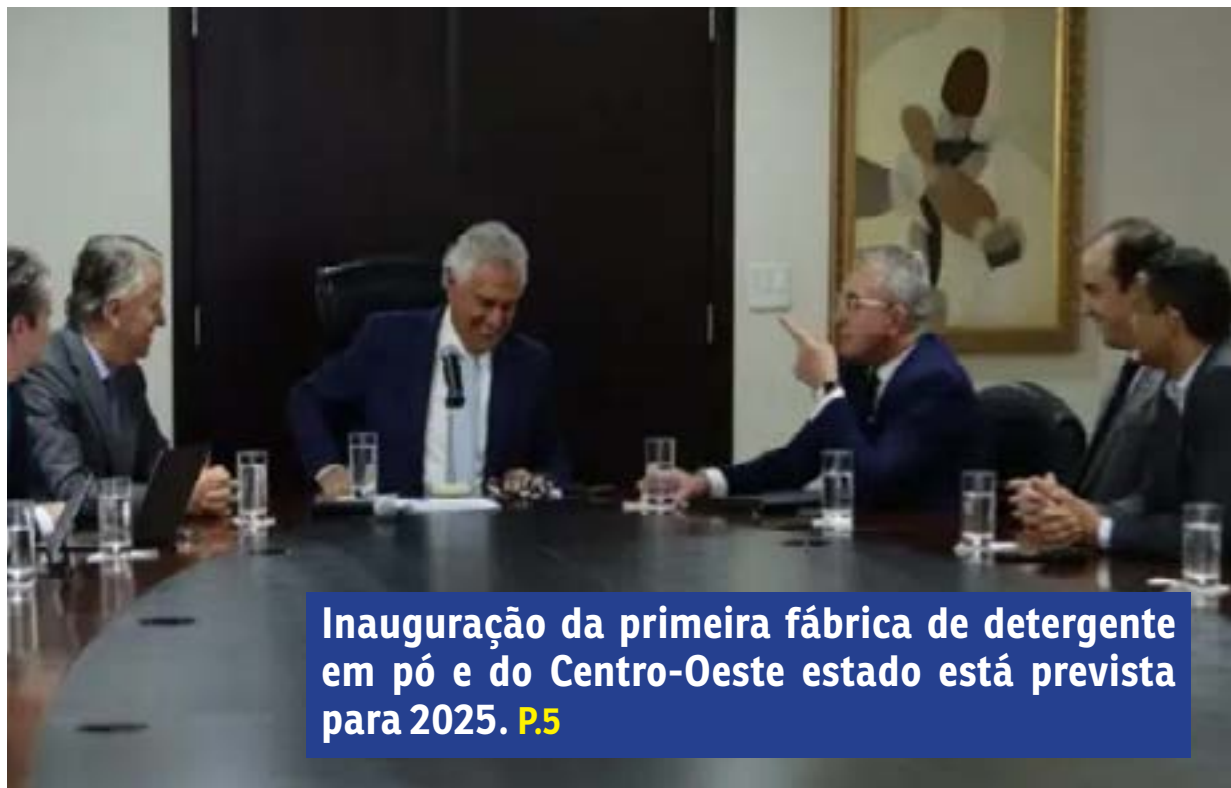 Inauguração da primeira fábrica de detergente
em pó e do Centro-Oeste estado está prevista
para 2025. P.5